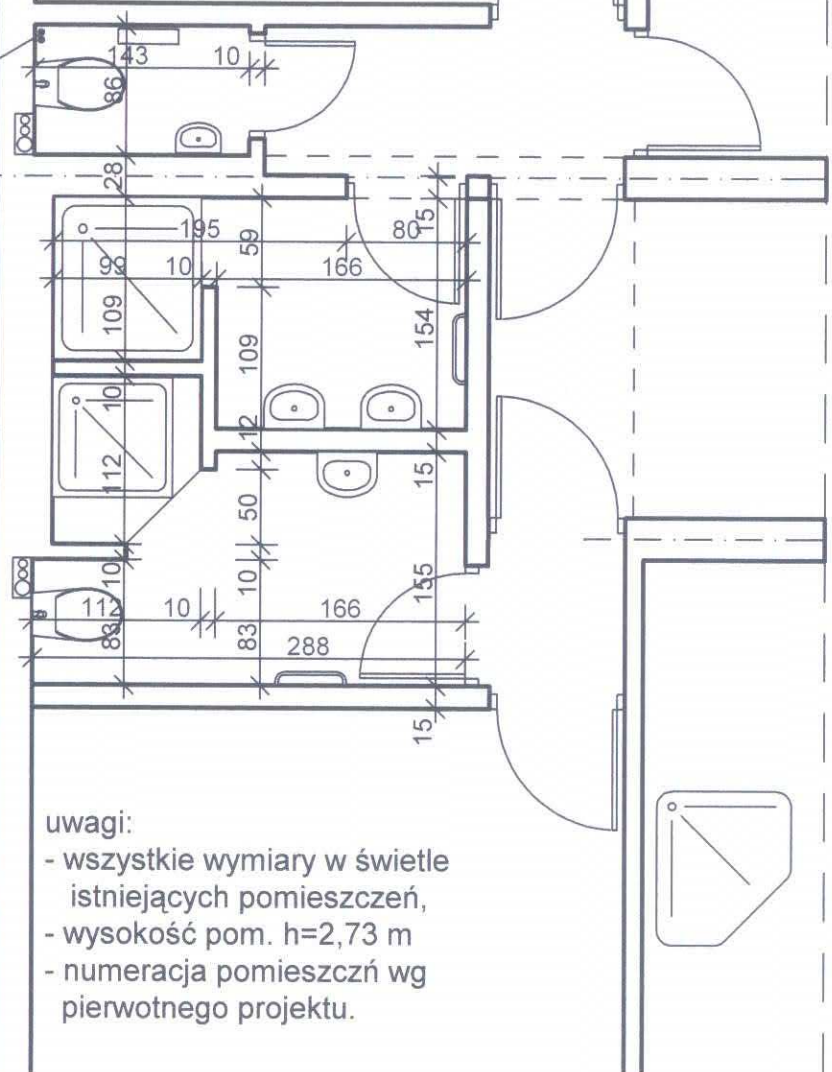 143 10
86
28
195 80 15
59
99 10 166
109 109 154
10 12
112 50 15
10 10 155
112 10 166
83 83
288
15
uwagi:
- wszystkie wymiary w świetle
istniejących pomieszczeń,
- wysokość pom. h=2,73 m
- numeracja pomieszczń wg
pierwotnego projektu.